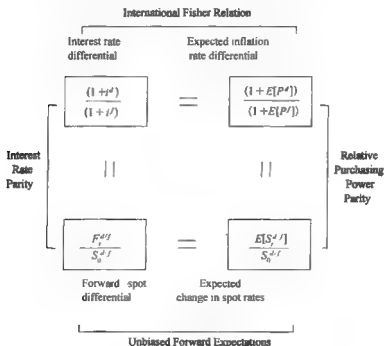 International Fisher Relation
Interest rate differential
Expected inflation rate differential
(1+i^d) / (1+i^f) = (1+E[P^d]) / (1+E[P^f])
Interest Rate Parity
||
||
Relative Purchasing Power Parity
F_t^{d/f} / S_0^{d/f} = E[S_t^{d/f}] / S_0^{d/f}
Forward spot differential
Expected change in spot rates
Unbiased Forward Expectations